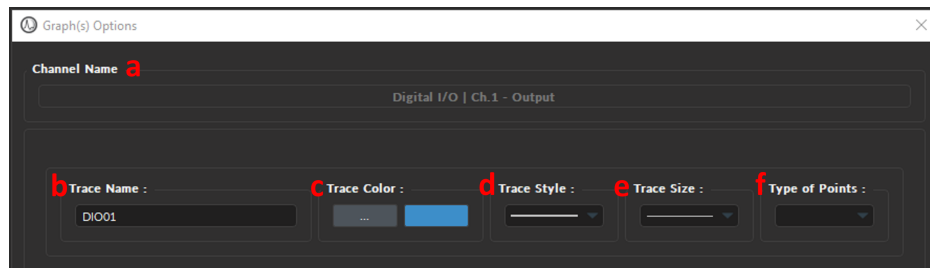 Graph(s) Options
Channel Name a
Digital I/O | Ch.1 - Output
b Trace Name : c Trace Color : d Trace Style : e Trace Size : f Type of Points :
DIO01 ...